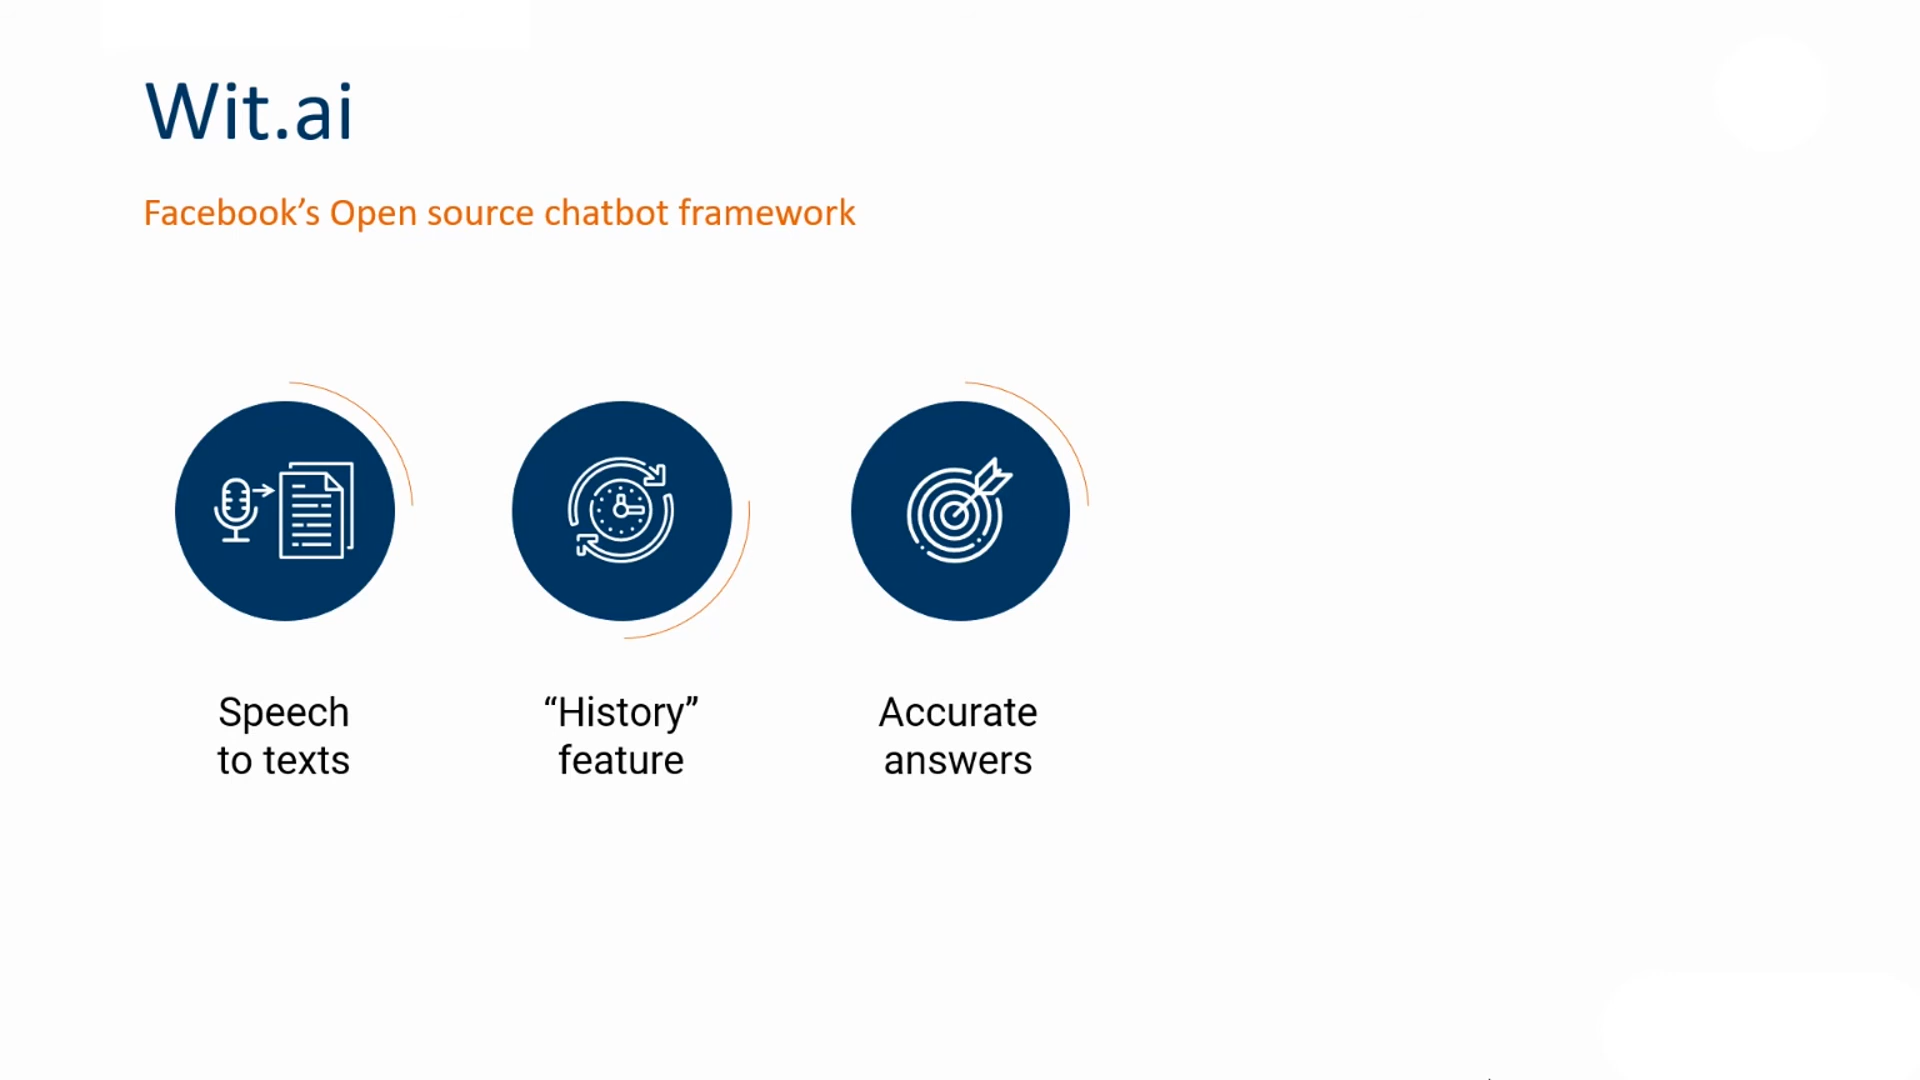 Wit.ai
Facebook’s Open source chatbot framework
Speech
to texts
“History”
feature
Accurate
answers